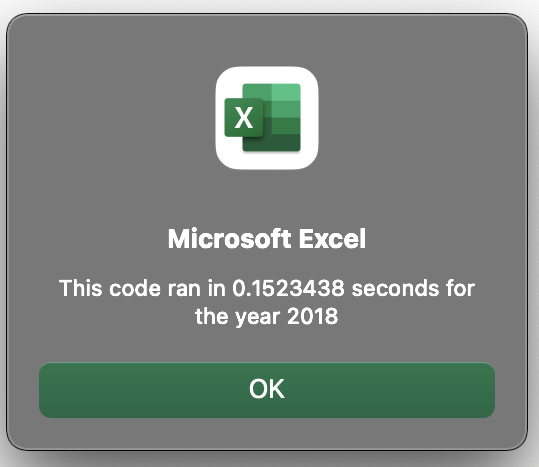 X
Microsoft Excel
This code ran in 0.1523438 seconds for
the year 2018
OK